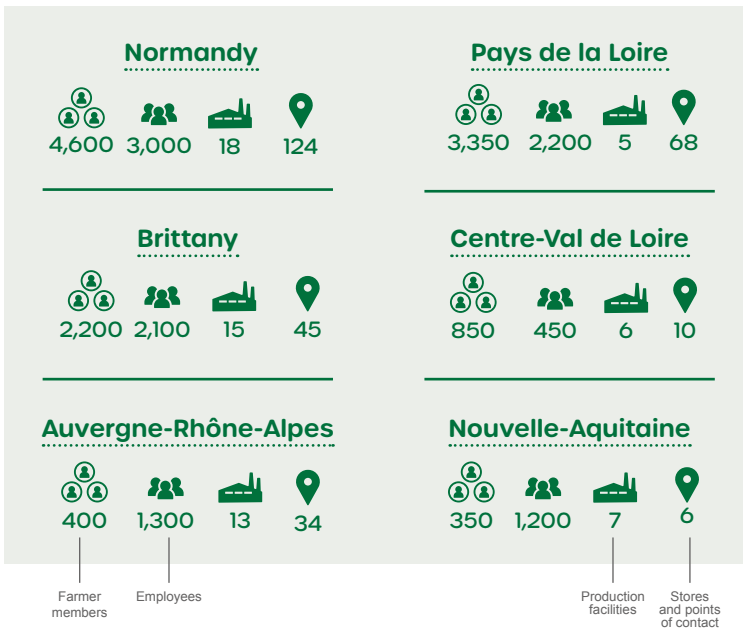 Normandy
4,600 3,000 18 124
Pays de la Loire
3,350 2,200 5 68
Brittany
2,200 2,100 15 45
Centre-Val de Loire
850 450 6 10
Auvergne-Rhône-Alpes
400 1,300 13 34
Nouvelle-Aquitaine
350 1,200 7 6
Farmer
members
Employees
Production
facilities
Stores
and points
of contact